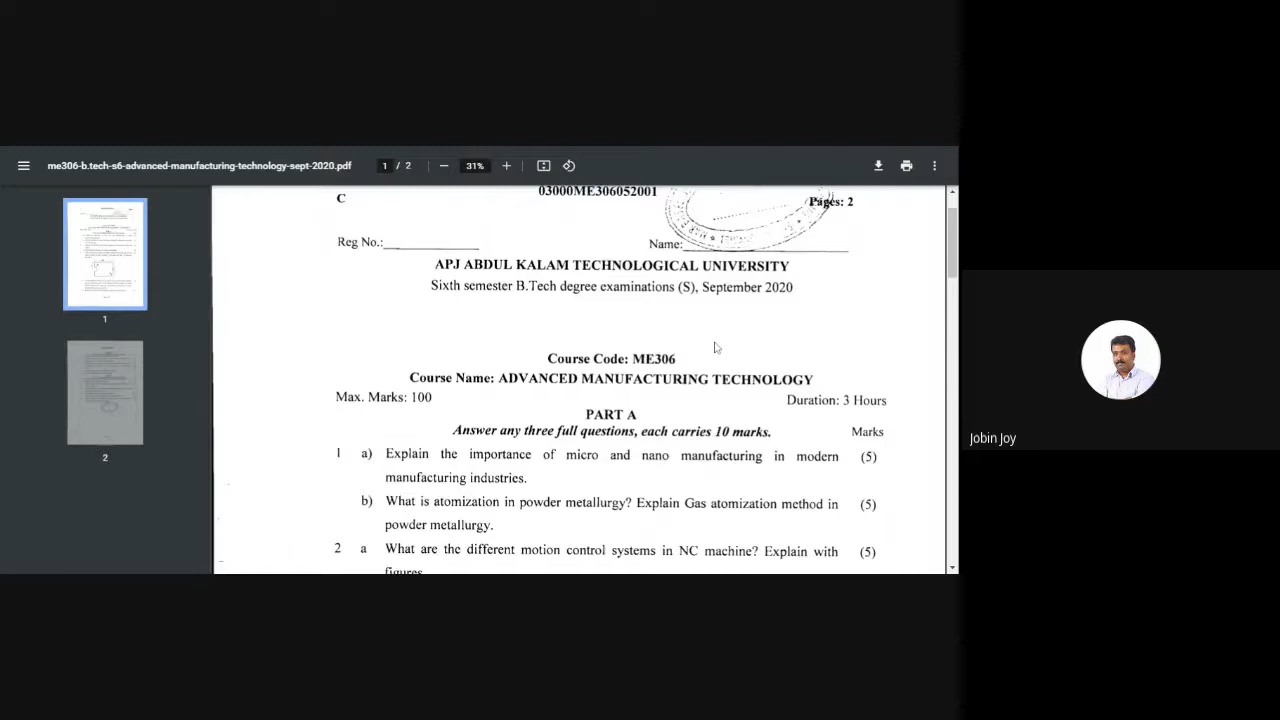 me306-b.tech-s6-advanced-manufacturing-technology-sept-2020.pdf
1 / 2
31%
1
2
03000ME306052001
C
Pages: 2
Reg No.:
Name:
APJ ABDUL KALAM TECHNOLOGICAL UNIVERSITY
Sixth semester B.Tech degree examinations (S), September 2020
Course Code: ME306
Course Name: ADVANCED MANUFACTURING TECHNOLOGY
Max. Marks: 100 Duration: 3 Hours
PART A
Answer any three full questions, each carries 10 marks. Marks
1 a) Explain the importance of micro and nano manufacturing in modern (5)
manufacturing industries.
b) What is atomization in powder metallurgy? Explain Gas atomization method in (5)
powder metallurgy.
2 a What are the different motion control systems in NC machine? Explain with (5)
figures
Jobin Joy